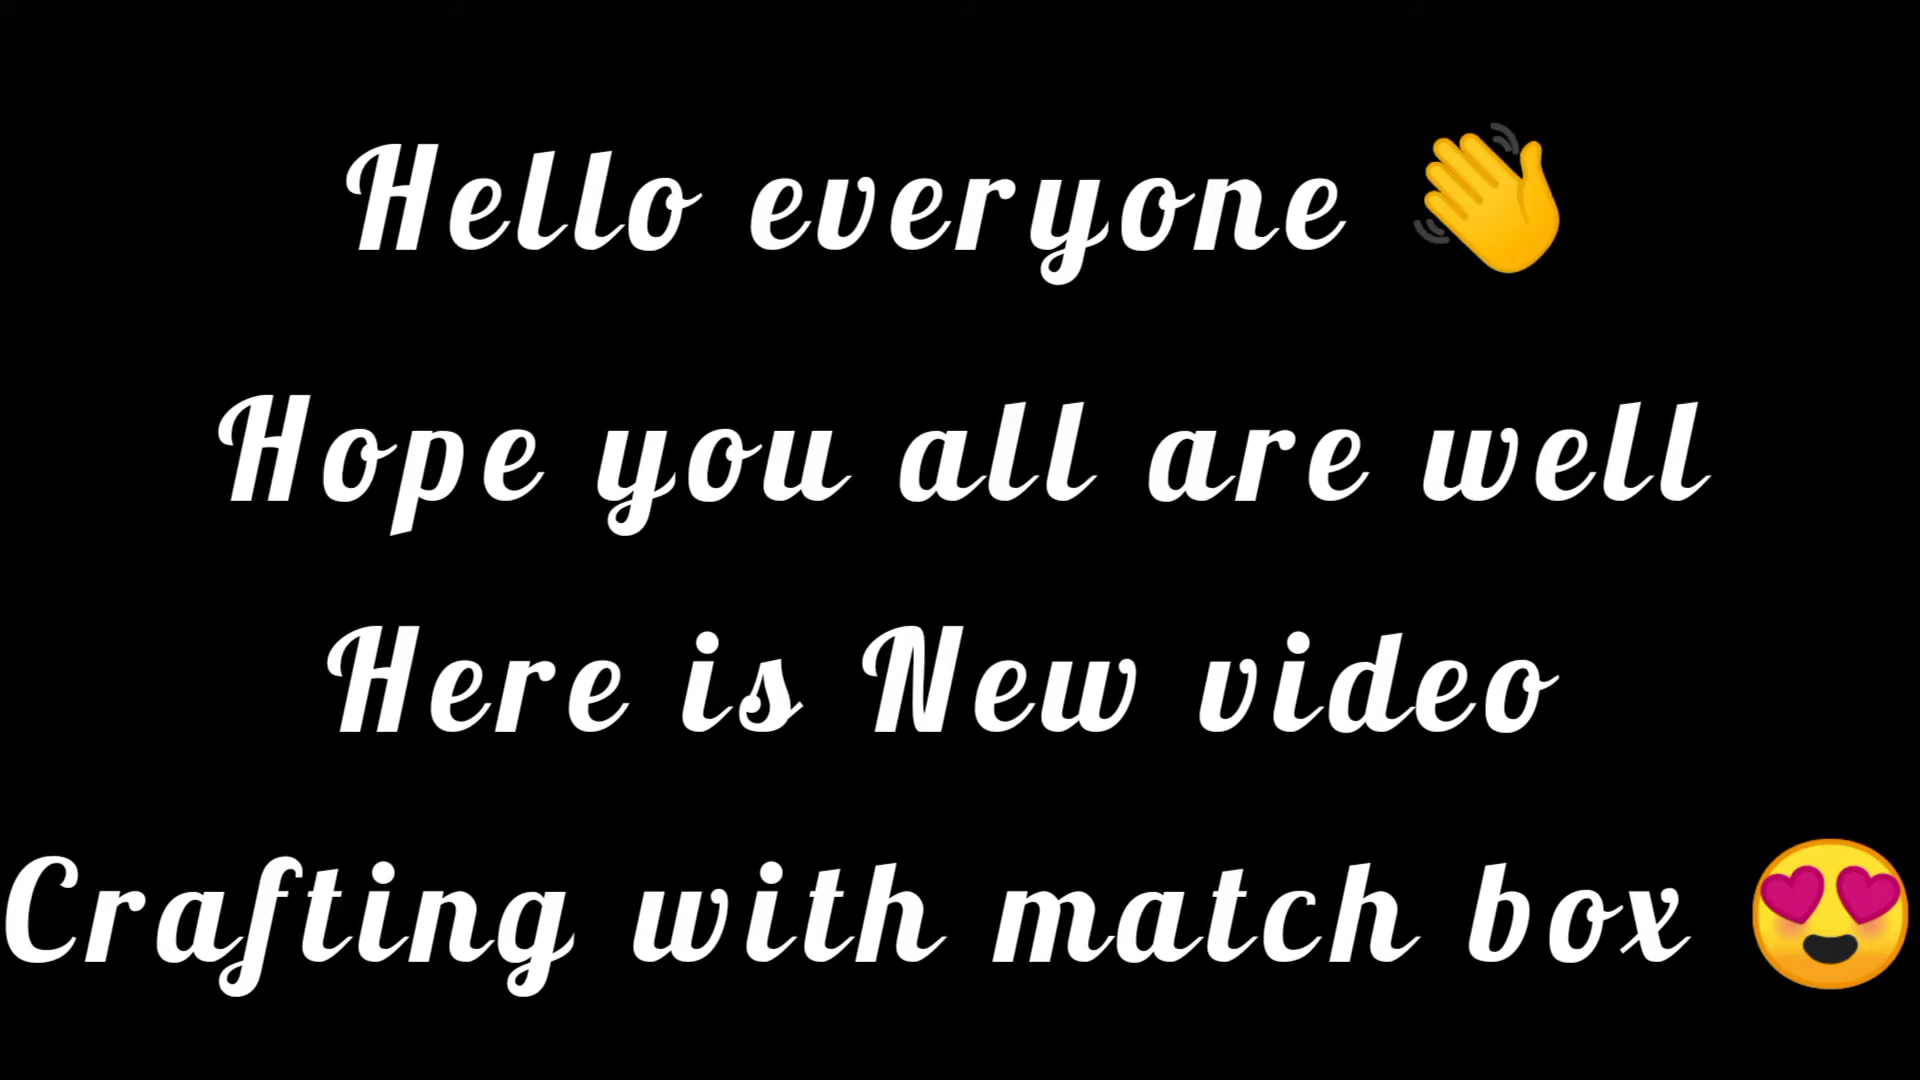 Hello everyone 👋
Hope you all are well
Here is New video
Crafting with match box 😍